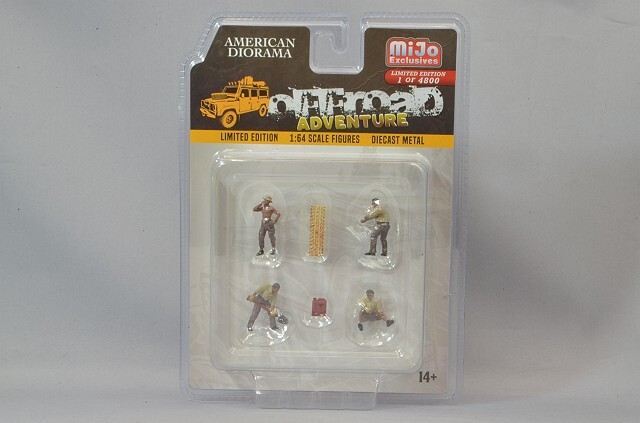 AMERICAN
DIORAMA
MiJo
Exclusives
LIMITED EDITION
1 OF 4800
OFFROAD
ADVENTURE
LIMITED EDITION 1:64 SCALE FIGURES DIECAST METAL
14+